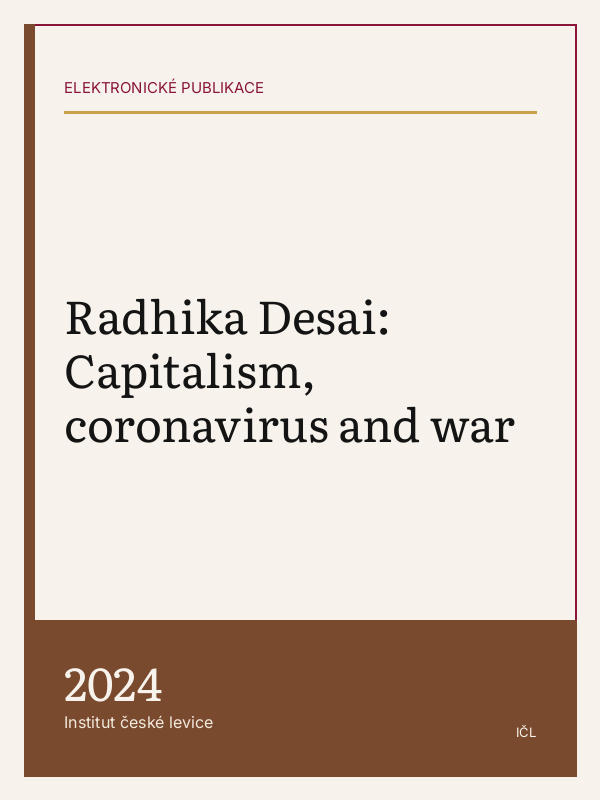 ELEKTRONICKÉ PUBLIKACE
Radhika Desai:
Capitalism,
coronavirus and war
2024
Institut české levice
IČL